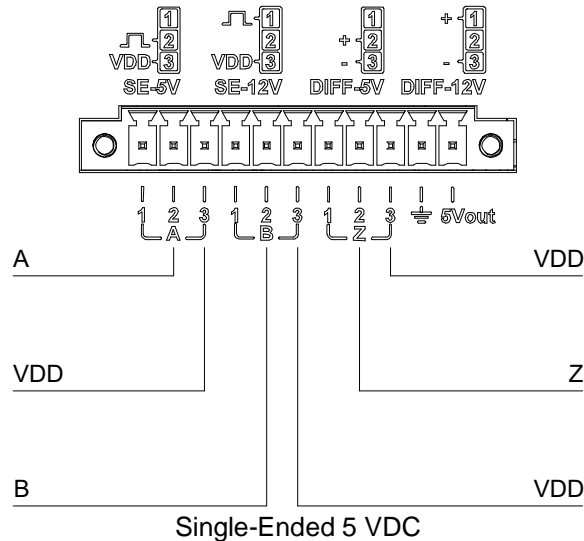 1 1 + 1 + 1
2 2 + 2 2
VDD 3 VDD 3 - 3 - 3
SE-5V SE-12V DIFF-5V DIFF-12V
1 2 3 1 2 3 1 2 3 5Vout
A B Z
A VDD
VDD Z
B VDD
Single-Ended 5 VDC